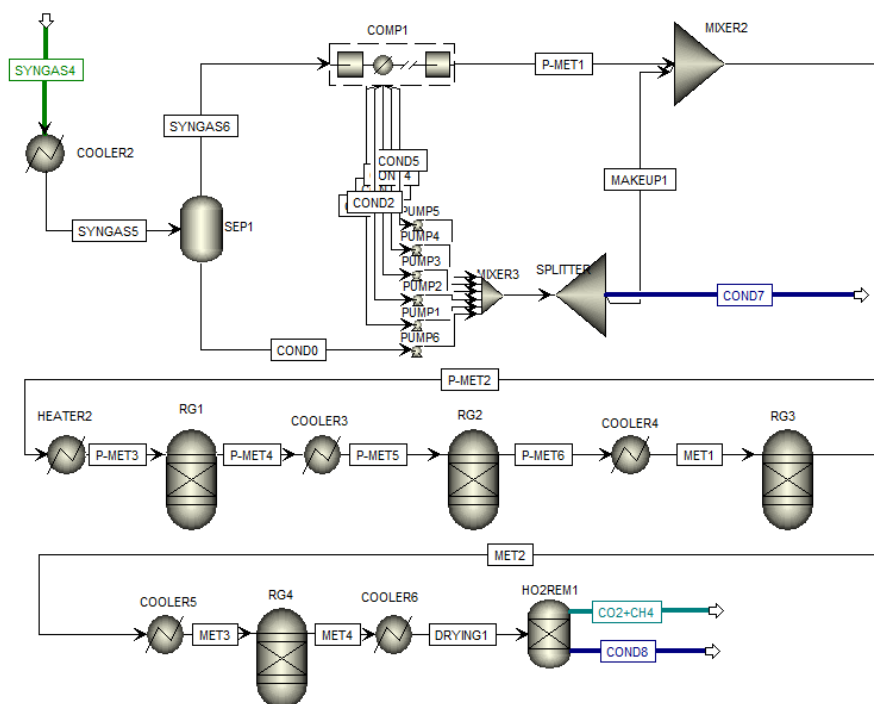 MIXER2
COMP1
SYNGAS4
P-MET1
COOLER2
SYNGAS6
COND5
MAKEUP1
COND2
PUMP5
SYNGAS5
SEP1
PUMP4
PUMP3
MIXER3
SPLITTER
PUMP2
COND7
PUMP1
PUMP6
COND0
P-MET2
HEATER2
RG1
COOLER3
RG2
COOLER4
RG3
P-MET3
P-MET4
P-MET5
P-MET6
MET1
MET2
COOLER5
RG4
COOLER6
HO2REM1
CO2+CH4
MET3
MET4
DRYING1
COND8